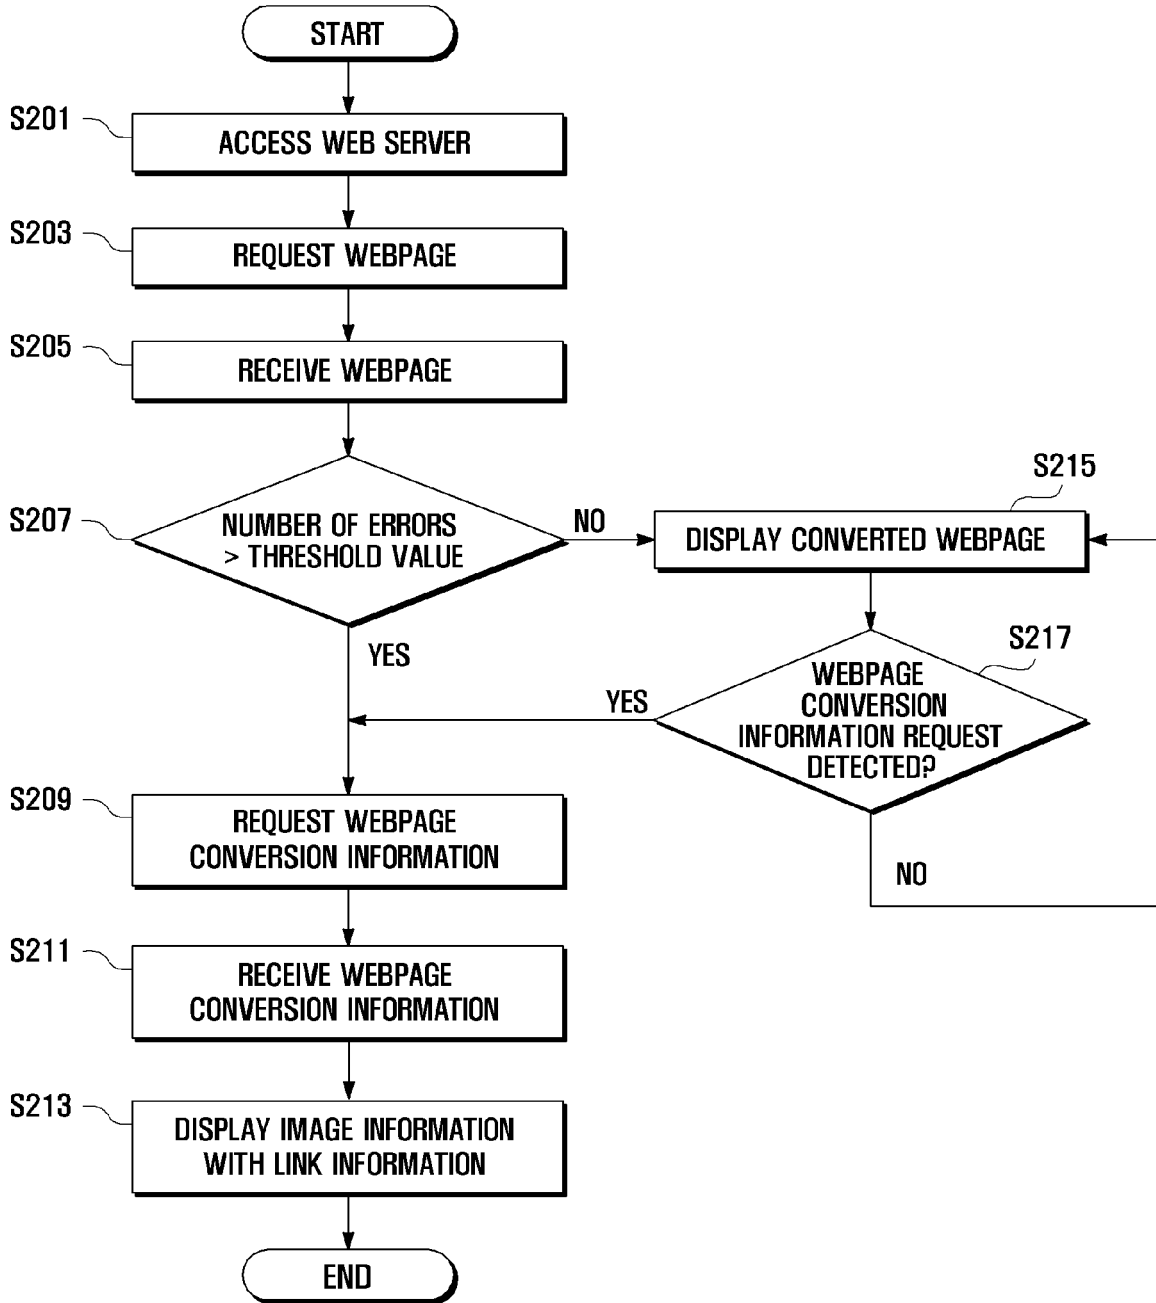 START
S201
ACCESS WEB SERVER
S203
REQUEST WEBPAGE
S205
RECEIVE WEBPAGE
S207
NUMBER OF ERRORS
> THRESHOLD VALUE
NO
YES
S215
DISPLAY CONVERTED WEBPAGE
S217
WEBPAGE
CONVERSION
INFORMATION REQUEST
DETECTED?
YES
NO
S209
REQUEST WEBPAGE
CONVERSION INFORMATION
S211
RECEIVE WEBPAGE
CONVERSION INFORMATION
S213
DISPLAY IMAGE INFORMATION
WITH LINK INFORMATION
END